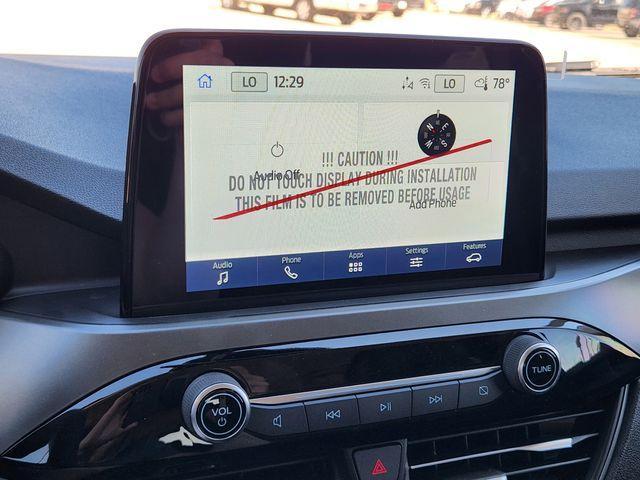 LO 12:29 LO 78°
N E S W
Audio Off
!!! CAUTION !!!
DO NOT TOUCH DISPLAY DURING INSTALLATION
THIS FILM IS TO BE REMOVED BEFORE USAGE
Add Phone
Audio Phone Apps Settings Features
VOL TUNE